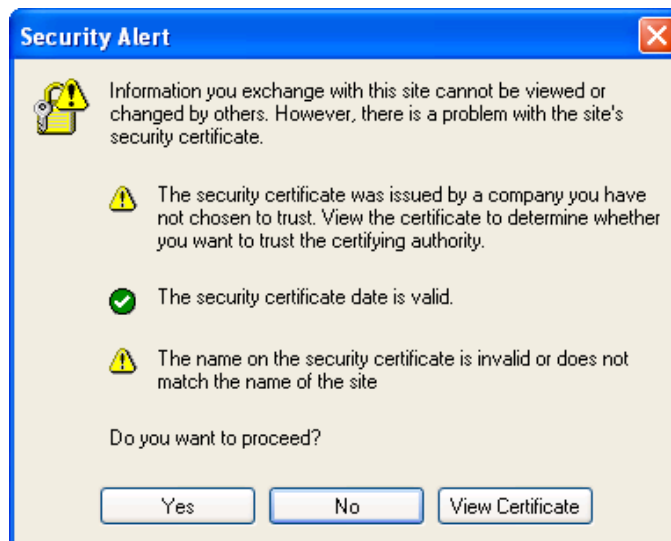 Security Alert
Information you exchange with this site cannot be viewed or
changed by others. However, there is a problem with the site's
security certificate.
The security certificate was issued by a company you have
not chosen to trust. View the certificate to determine whether
you want to trust the certifying authority.
The security certificate date is valid.
The name on the security certificate is invalid or does not
match the name of the site
Do you want to proceed?
Yes No View Certificate